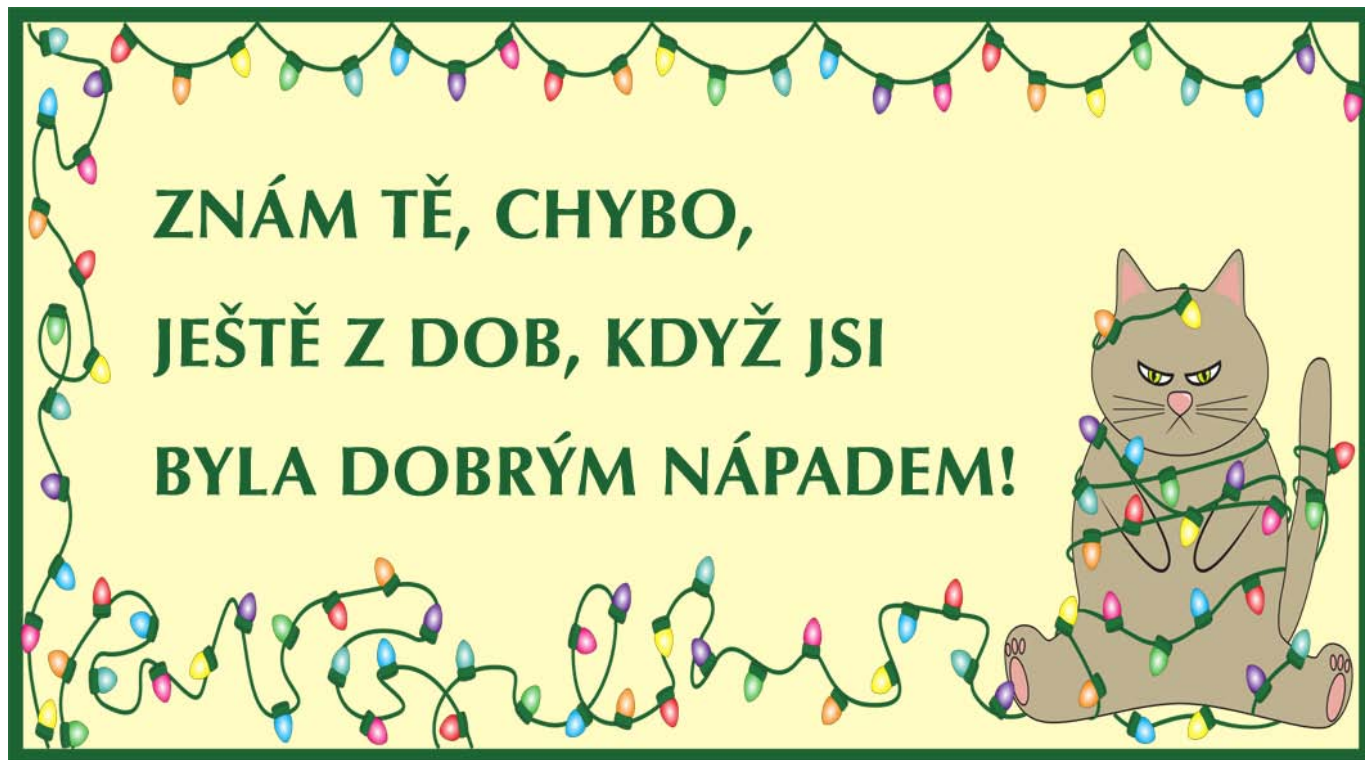 ZNÁM TĚ, CHYBO,
JEŠTĚ Z DOB, KDYŽ JSI
BYLA DOBRÝM NÁPADEM!